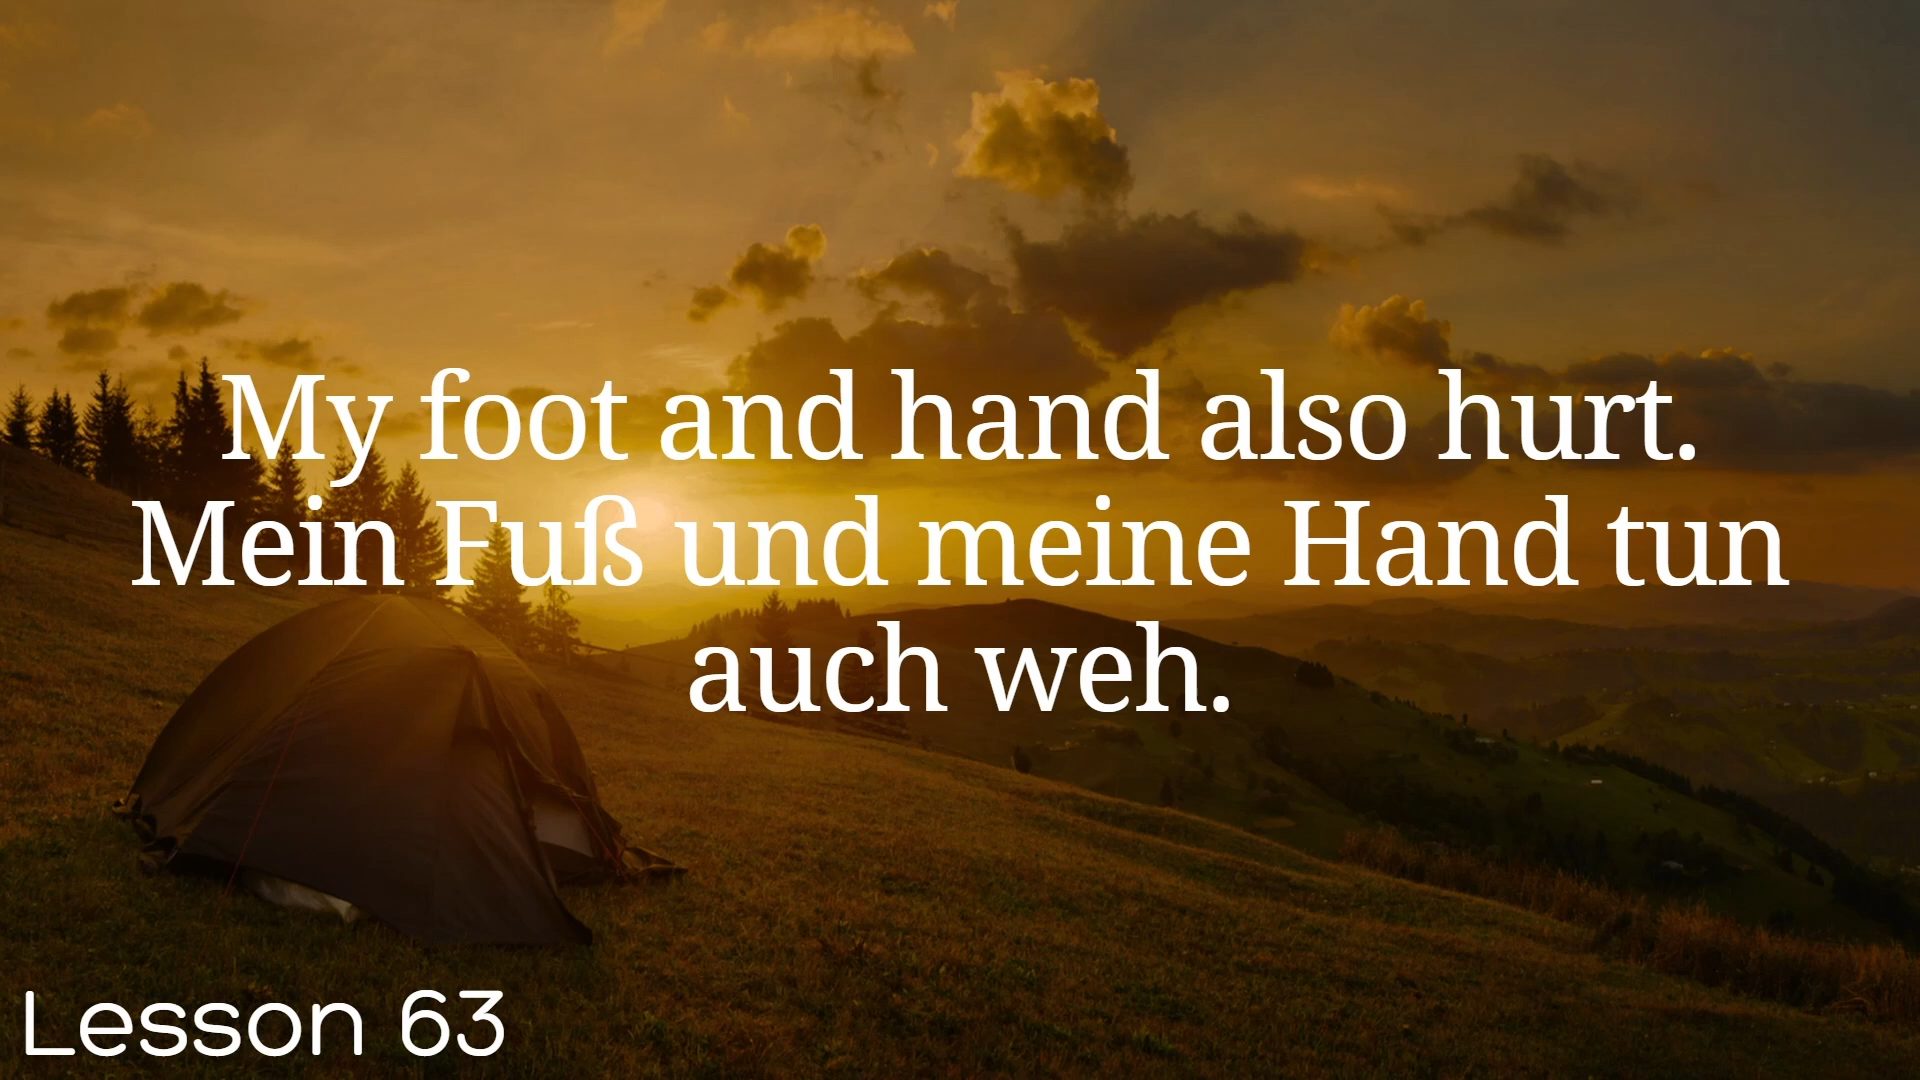 My foot and hand also hurt.
Mein Fuß und meine Hand tun
auch weh.
Lesson 63